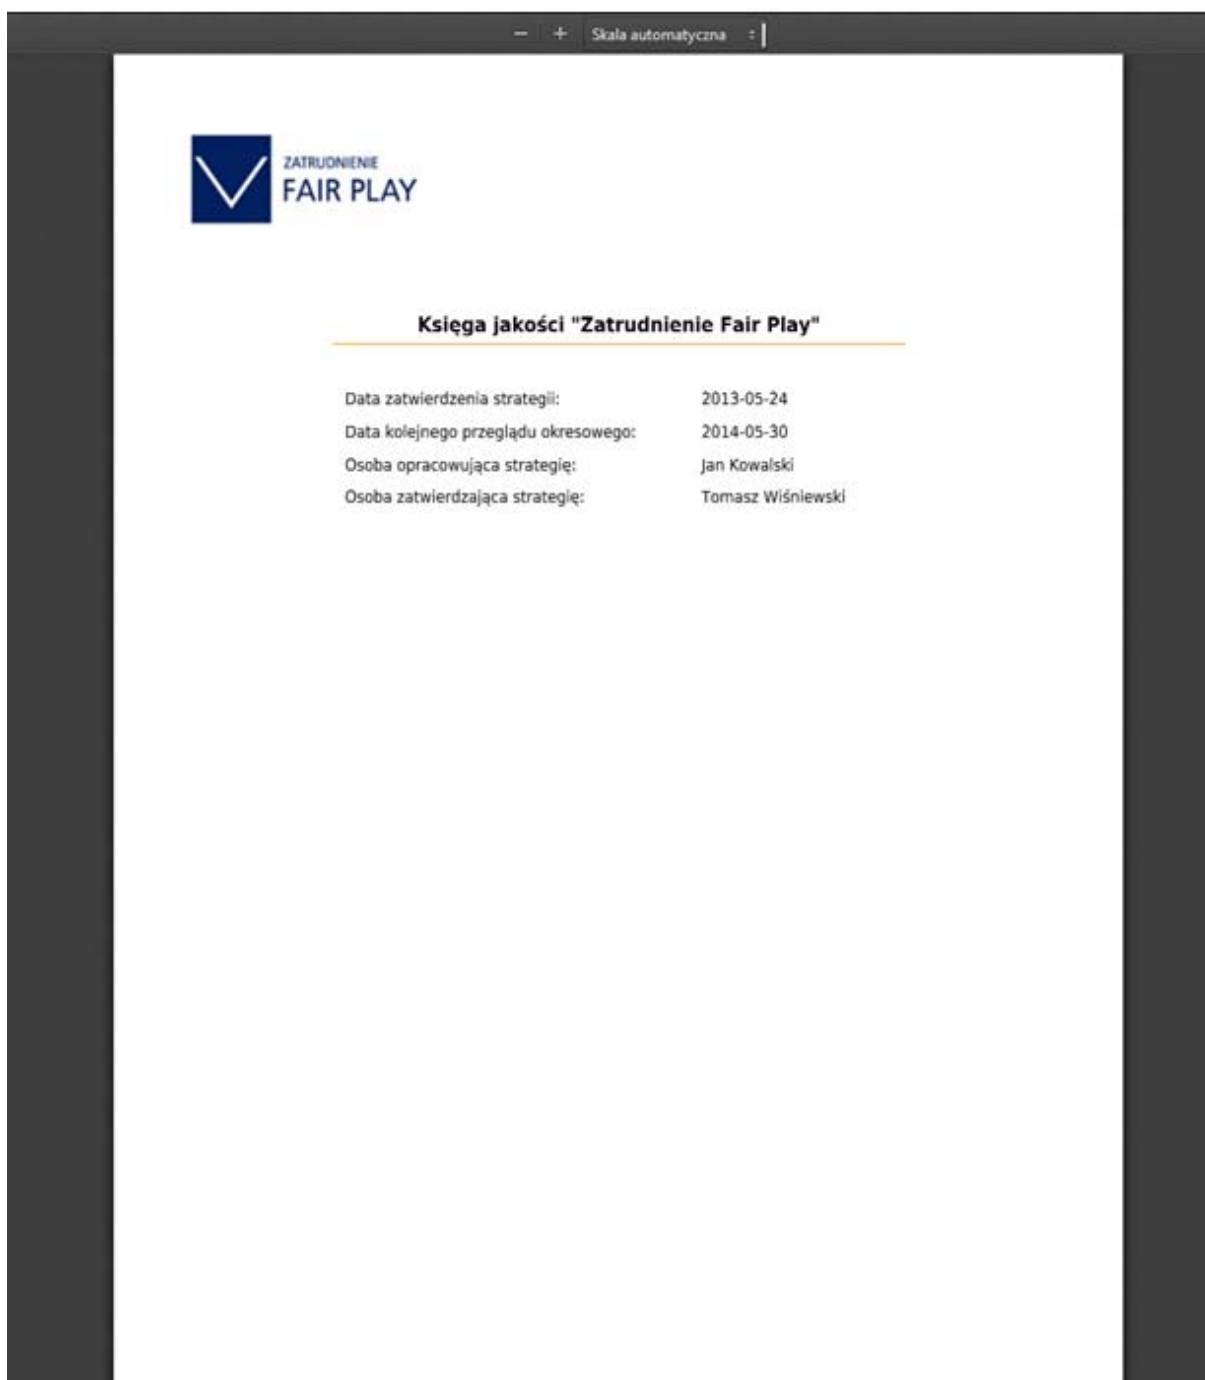 − + Skala automatyczna
ZATRUDNIENIE
FAIR PLAY
Księga jakości "Zatrudnienie Fair Play"
Data zatwierdzenia strategii: 2013-05-24
Data kolejnego przeglądu okresowego: 2014-05-30
Osoba opracowująca strategię: Jan Kowalski
Osoba zatwierdzająca strategię: Tomasz Wiśniewski